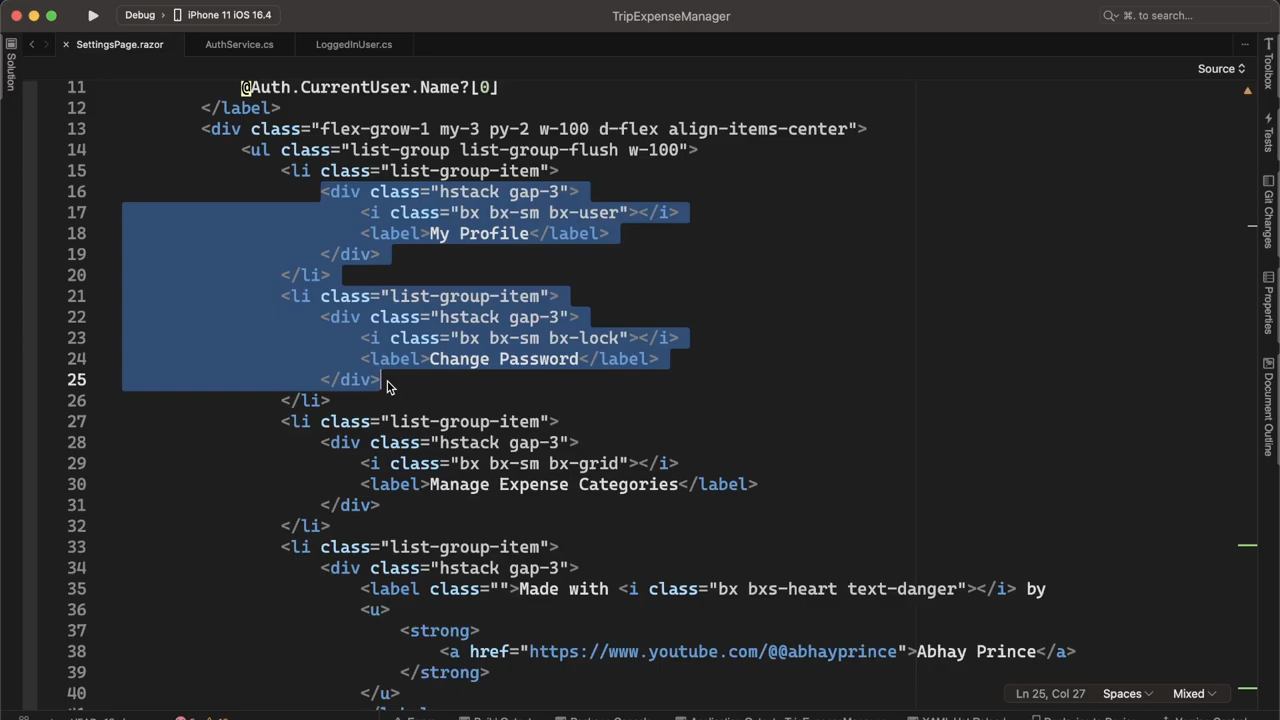 Debug > iPhone 11 iOS 16.4
TripExpenseManager
⌘. to search...
SettingsPage.razor
AuthService.cs
LoggedInUser.cs
Source
Solution
Toolbox
Tests
Git Changes
Properties
Document Outline
11 @Auth.CurrentUser.Name?[0]
12 </label>
13 <div class="flex-grow-1 my-3 py-2 w-100 d-flex align-items-center">
14 <ul class="list-group list-group-flush w-100">
15 <li class="list-group-item">
16 <div class="hstack gap-3">
17 <i class="bx bx-sm bx-user"></i>
18 <label>My Profile</label>
19 </div>
20 </li>
21 <li class="list-group-item">
22 <div class="hstack gap-3">
23 <i class="bx bx-sm bx-lock"></i>
24 <label>Change Password</label>
25 </div>
26 </li>
27 <li class="list-group-item">
28 <div class="hstack gap-3">
29 <i class="bx bx-sm bx-grid"></i>
30 <label>Manage Expense Categories</label>
31 </div>
32 </li>
33 <li class="list-group-item">
34 <div class="hstack gap-3">
35 <label class="">Made with <i class="bx bxs-heart text-danger"></i> by
36 <u>
37 <strong>
38 <a href="https://www.youtube.com/@@abhayprince">Abhay Prince</a>
39 </strong>
40 </u>
Ln 25, Col 27 Spaces Mixed